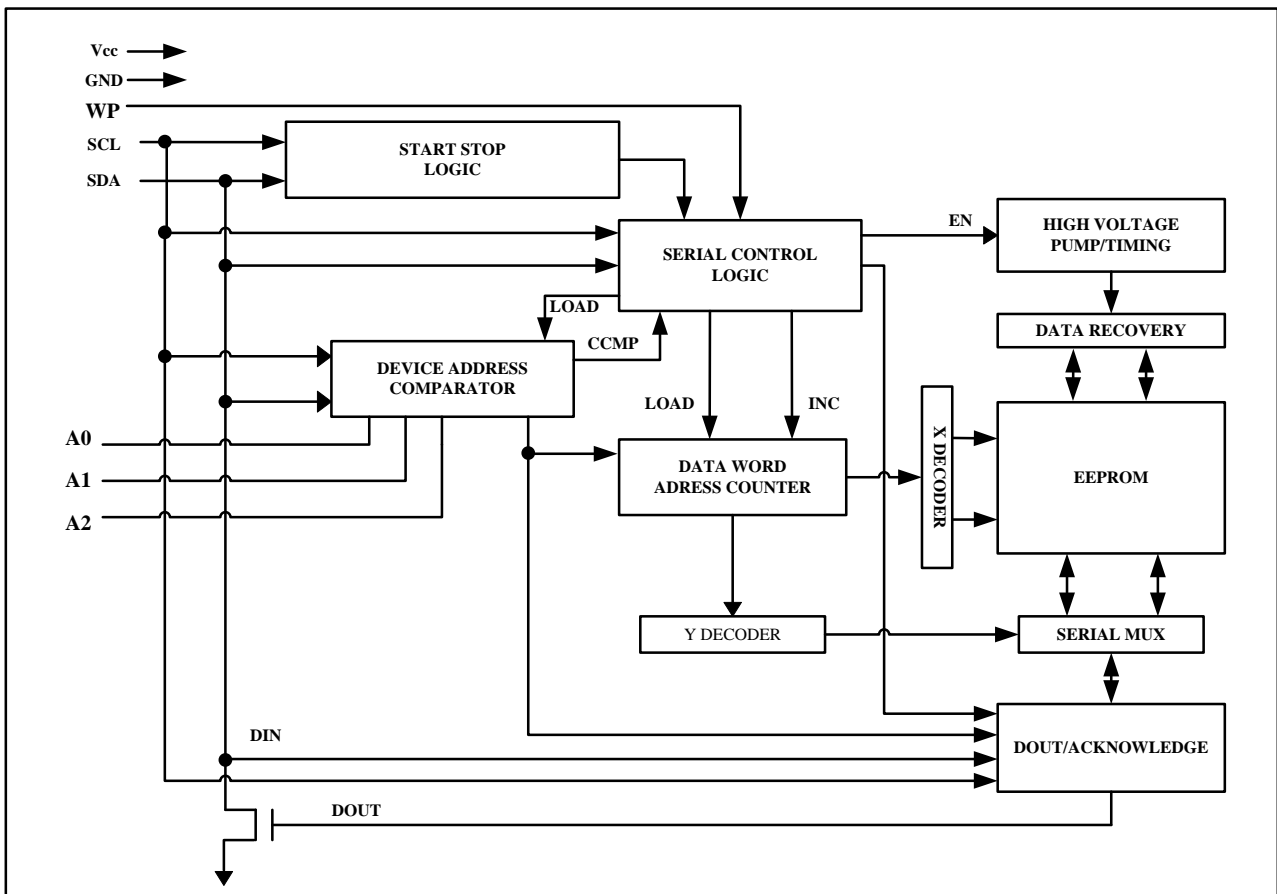 Vcc
GND
WP
SCL
SDA
START STOP
LOGIC
SERIAL CONTROL
LOGIC
EN
HIGH VOLTAGE
PUMP/TIMING
LOAD
CCMP
DATA RECOVERY
DEVICE ADDRESS
COMPARATOR
LOAD
INC
A0
A1
A2
DATA WORD
ADRESS COUNTER
X DECODER
EEPROM
Y DECODER
SERIAL MUX
DIN
DOUT/ACKNOWLEDGE
DOUT